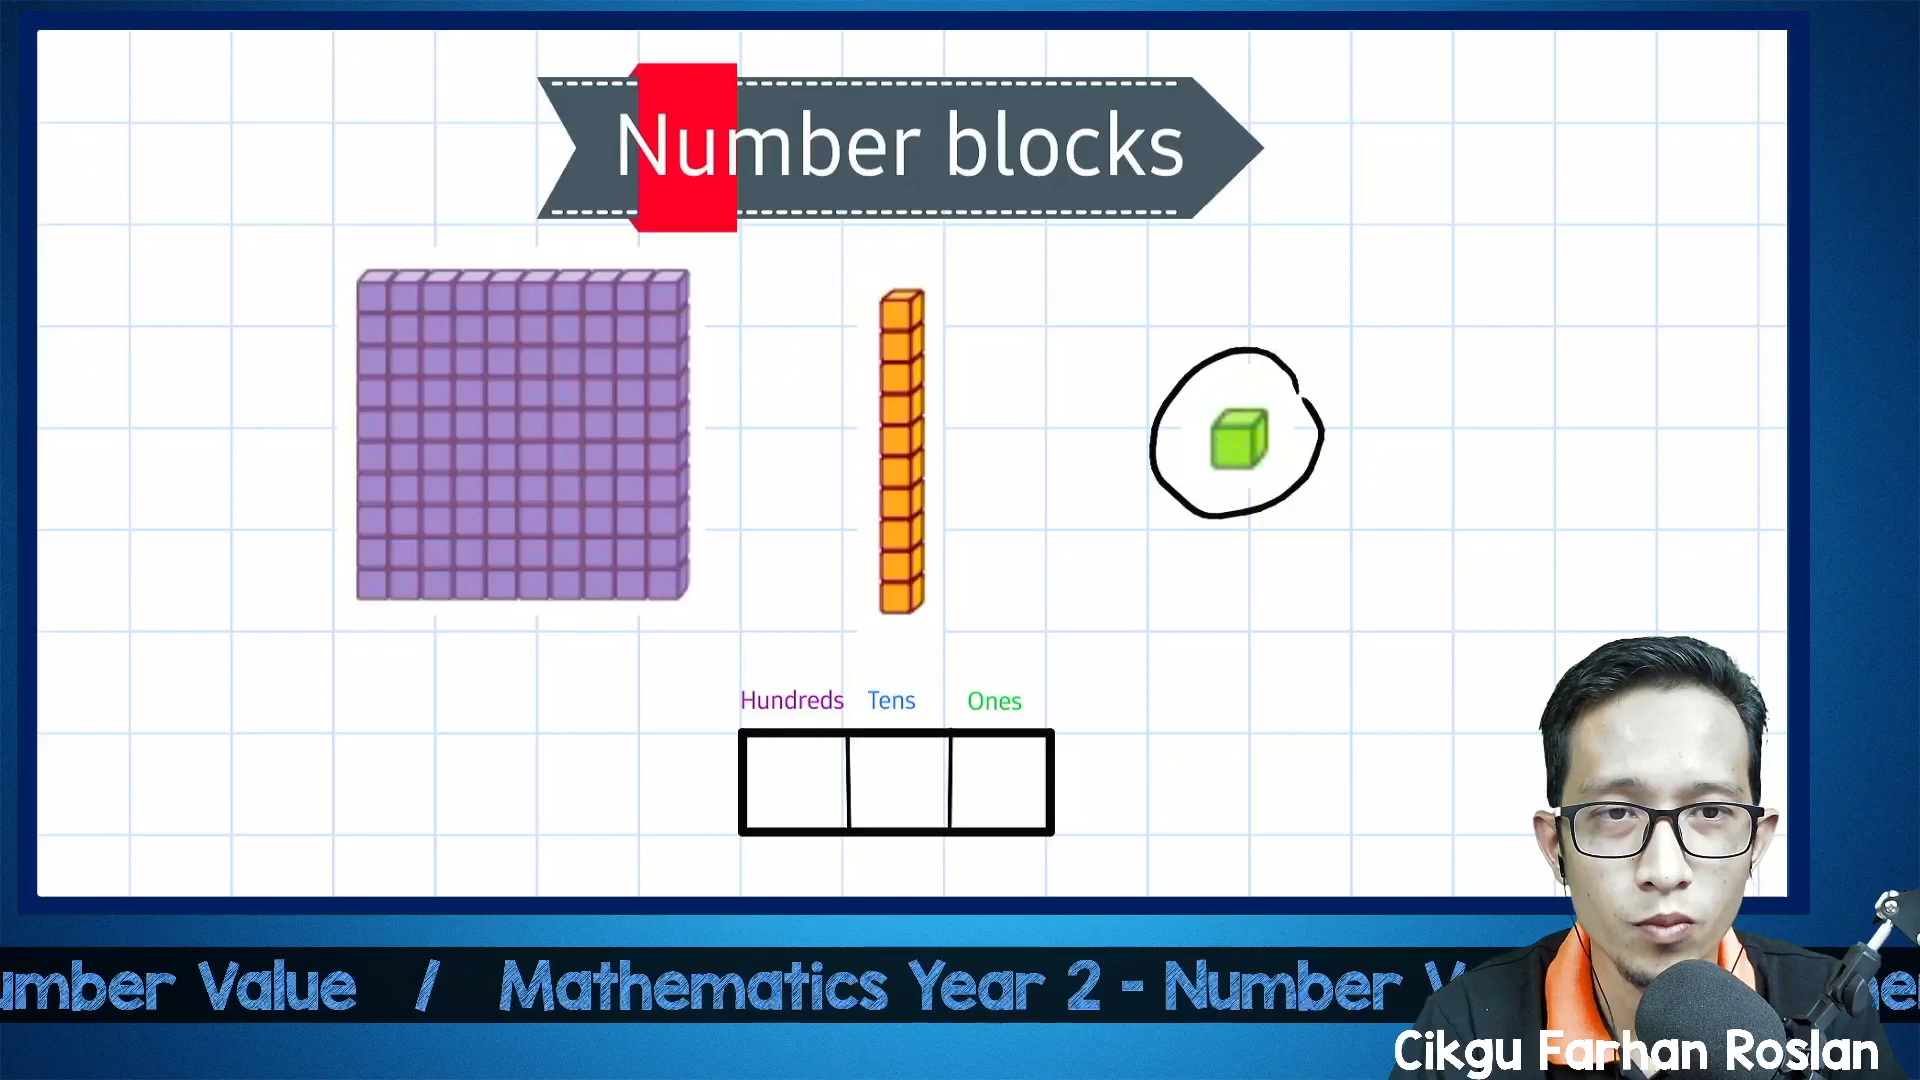 Number blocks
Hundreds Tens Ones
umber Value / Mathematics Year 2 - Number
Cikgu Farhan Roslan